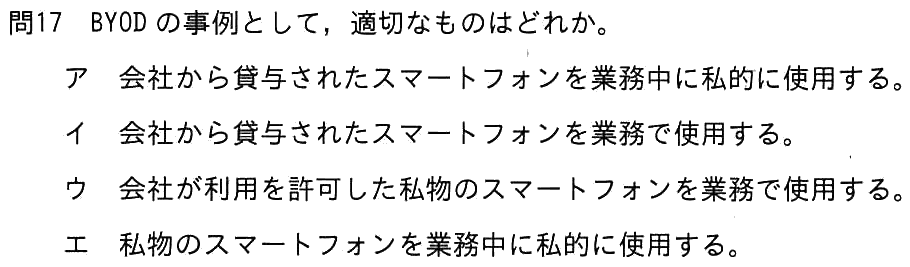 問17 BYOD の事例として，適切なものはどれか。
ア 会社から貸与されたスマートフォンを業務中に私的に使用する。
イ 会社から貸与されたスマートフォンを業務で使用する。
ウ 会社が利用を許可した私物のスマートフォンを業務で使用する。
エ 私物のスマートフォンを業務中に私的に使用する。